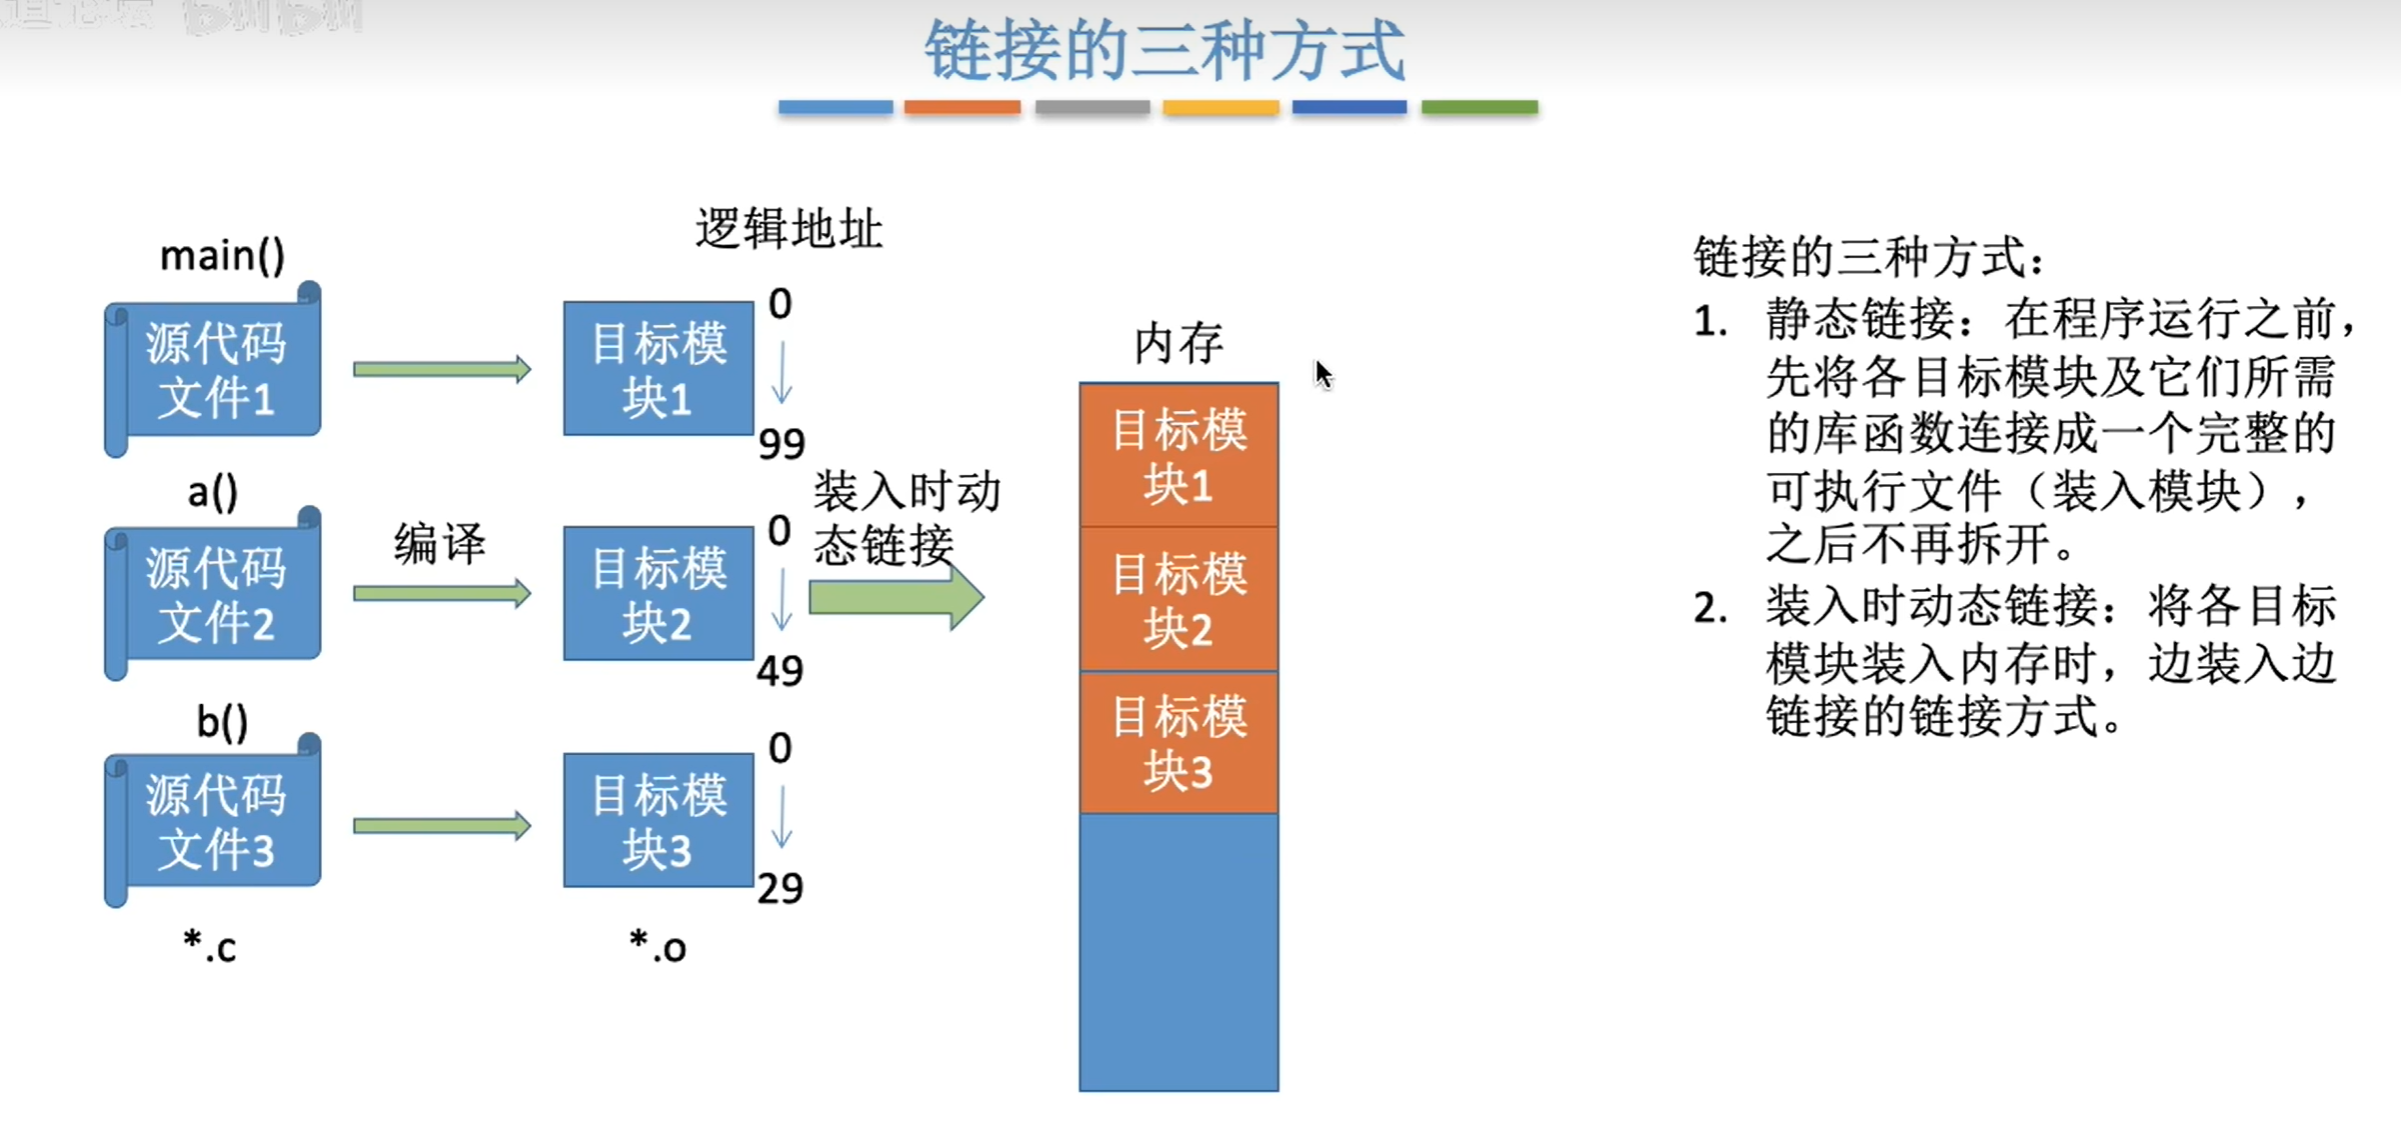 链接的三种方式
逻辑地址
main()
源代码
文件1
目标模
块1
0
99
a()
源代码
文件2
编译
目标模
块2
0
49
装入时动
态链接
b()
源代码
文件3
目标模
块3
0
29
*.c
*.o
内存
目标模
块1
目标模
块2
目标模
块3
链接的三种方式：
1. 静态链接：在程序运行之前，
先将各目标模块及它们所需
的库函数连接成一个完整的
可执行文件（装入模块），
之后不再拆开。
2. 装入时动态链接：将各目标
模块装入内存时，边装入边
链接的链接方式。